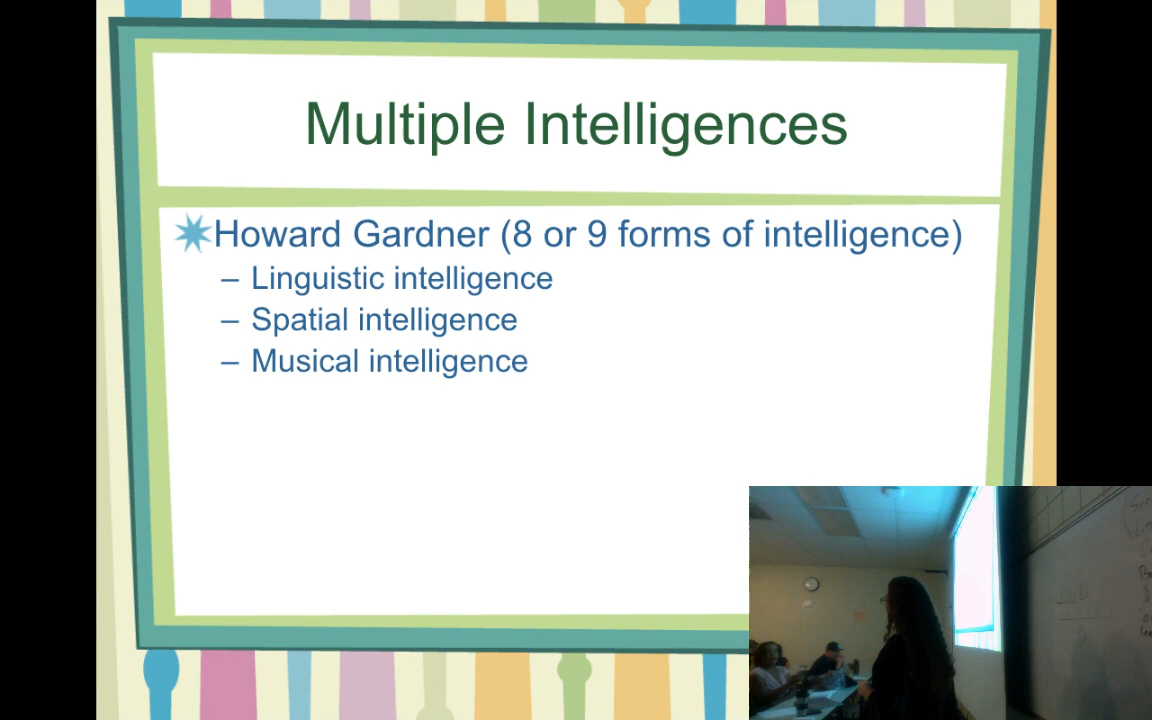 Multiple Intelligences
Howard Gardner (8 or 9 forms of intelligence)
– Linguistic intelligence
– Spatial intelligence
– Musical intelligence